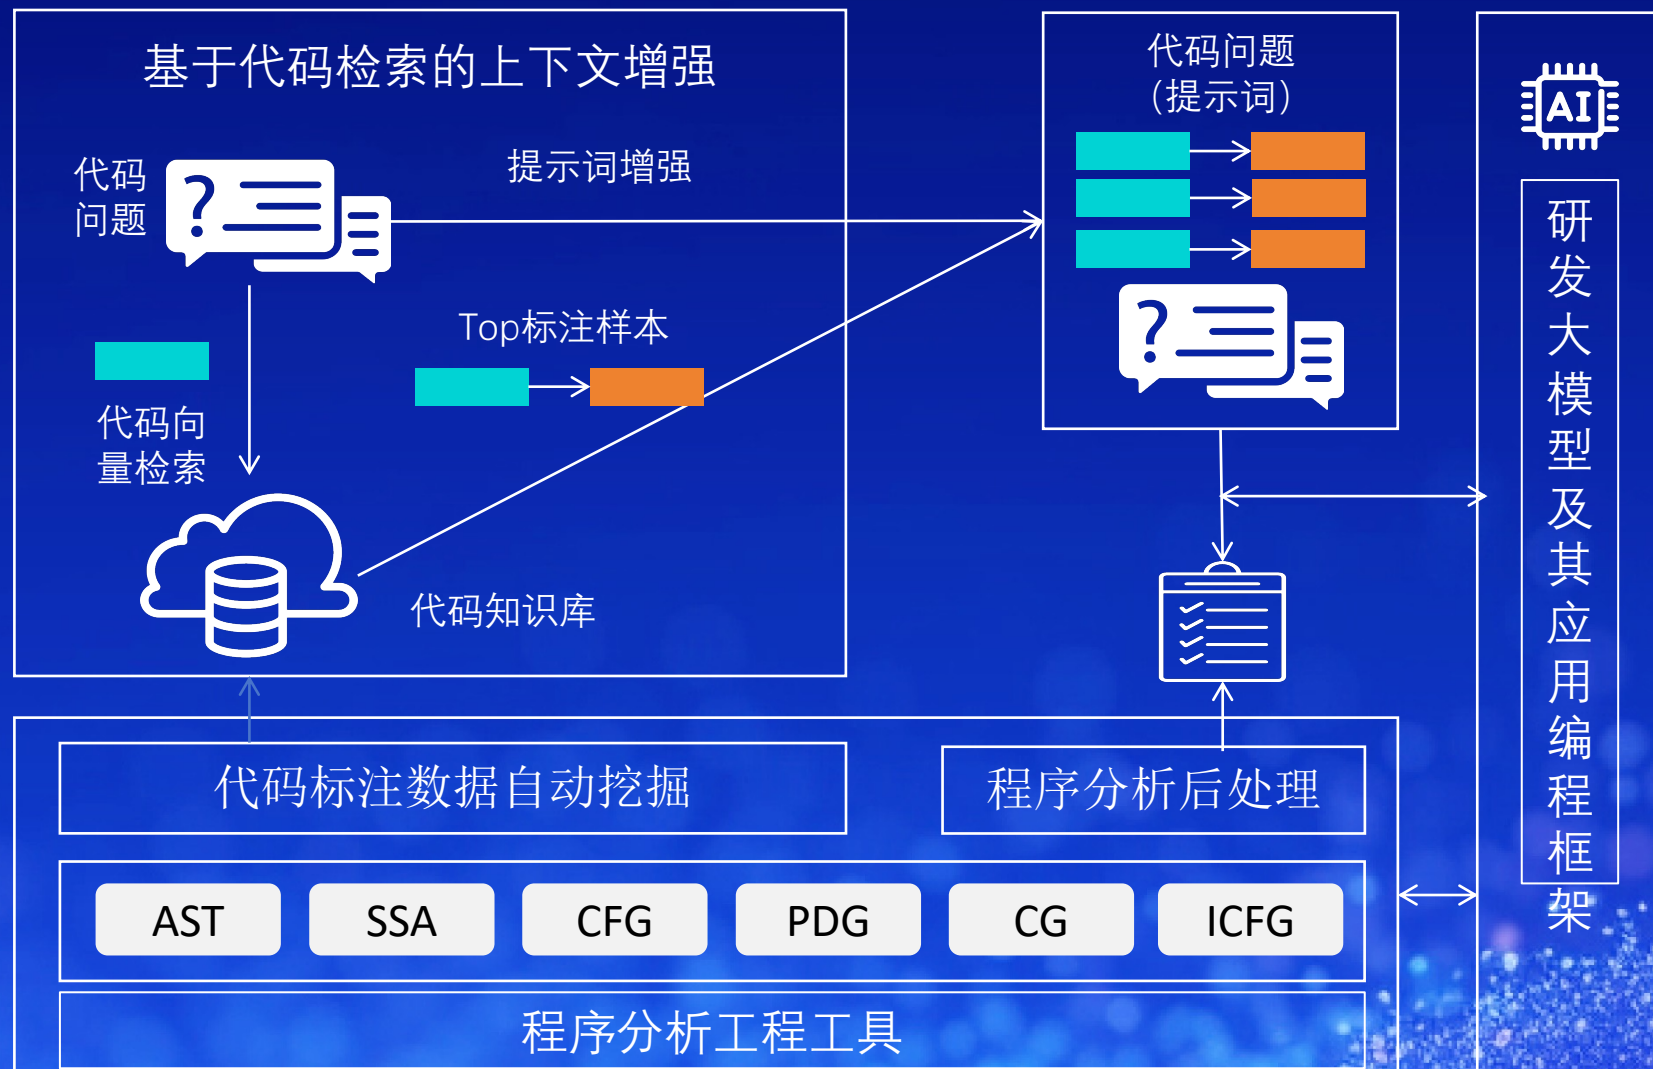 基于代码检索的上下文增强
代码
问题
提示词增强
Top标注样本
代码向
量检索
代码知识库
代码问题
(提示词)
?
?
AI
研发大模型及其应用编程框架
代码标注数据自动挖掘
程序分析后处理
AST
SSA
CFG
PDG
CG
ICFG
程序分析工程工具